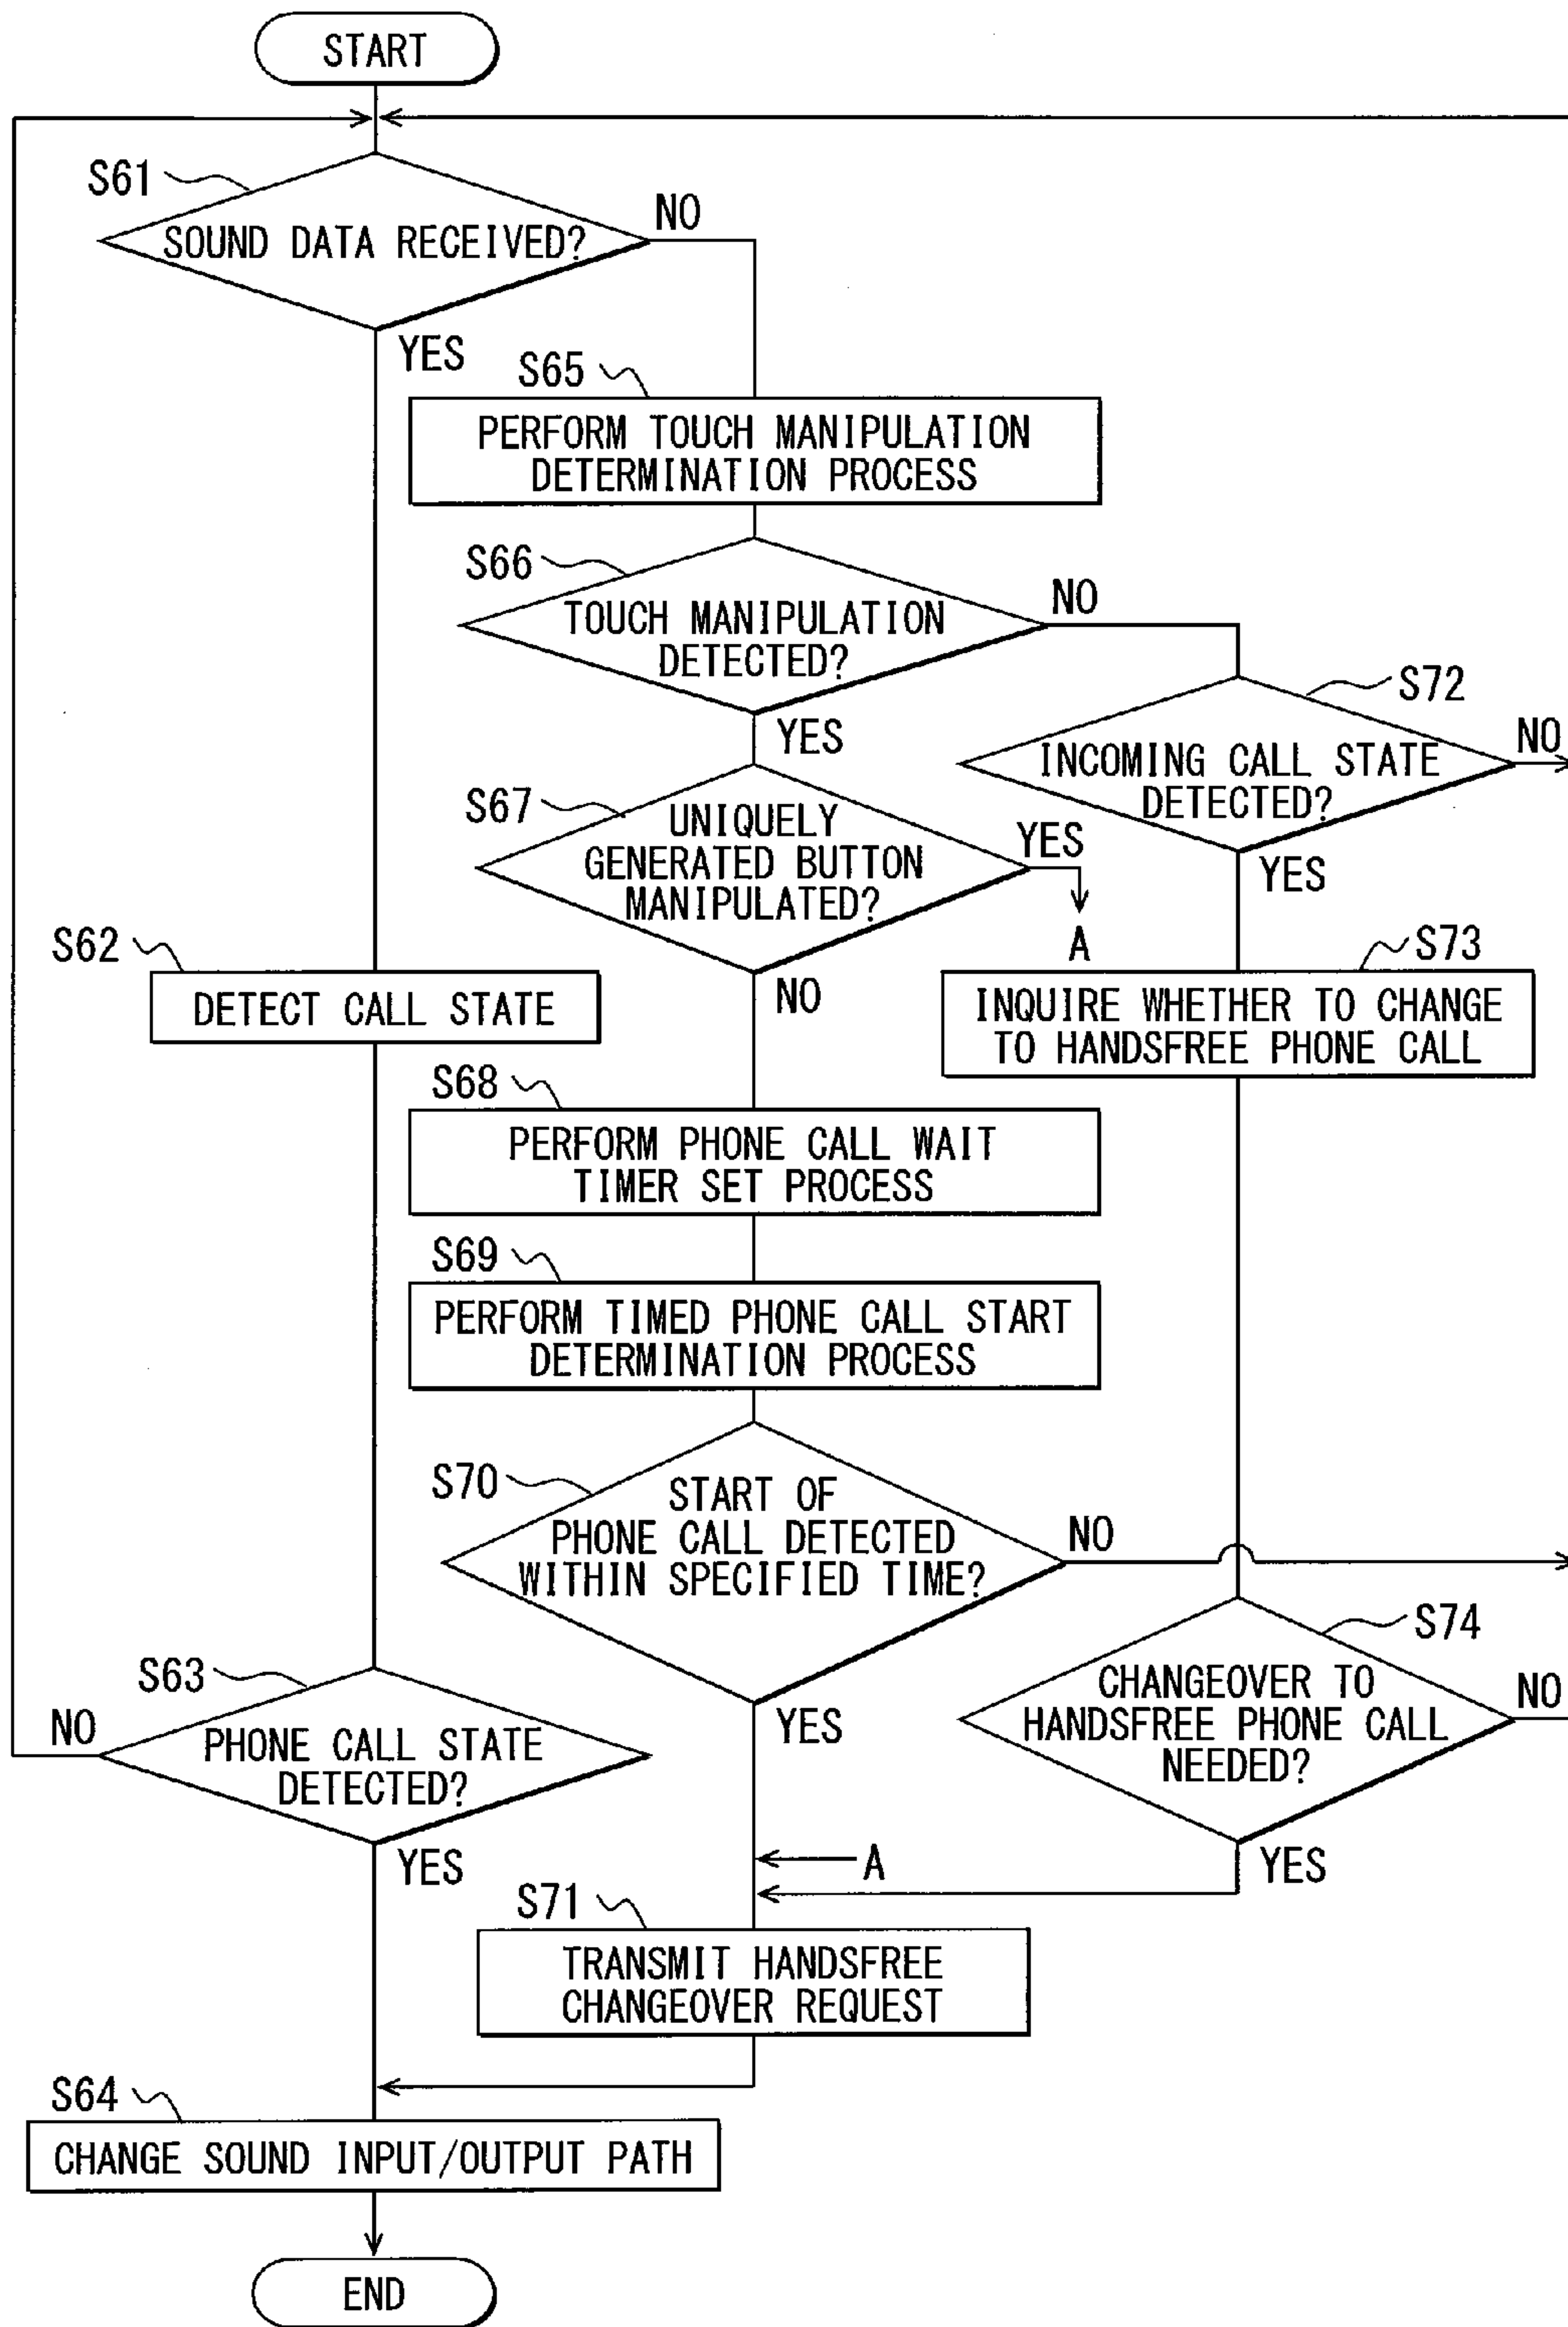 START
S61
NO
SOUND DATA RECEIVED?
YES
S65
PERFORM TOUCH MANIPULATION
DETERMINATION PROCESS
S66
NO
TOUCH MANIPULATION
DETECTED?
S72
YES
NO
INCOMING CALL STATE
DETECTED?
S67
UNIQUELY
GENERATED BUTTON
MANIPULATED?
YES
YES
A
S62
S73
DETECT CALL STATE
NO
INQUIRE WHETHER TO CHANGE
TO HANDSFREE PHONE CALL
S68
PERFORM PHONE CALL WAIT
TIMER SET PROCESS
S69
PERFORM TIMED PHONE CALL START
DETERMINATION PROCESS
S70
START OF
PHONE CALL DETECTED
WITHIN SPECIFIED TIME?
NO
S74
S63
CHANGEOVER TO
HANDSFREE PHONE CALL
NEEDED?
NO
NO
YES
PHONE CALL STATE
DETECTED?
YES
A
YES
S71
TRANSMIT HANDSFREE
CHANGEOVER REQUEST
S64
CHANGE SOUND INPUT/OUTPUT PATH
END